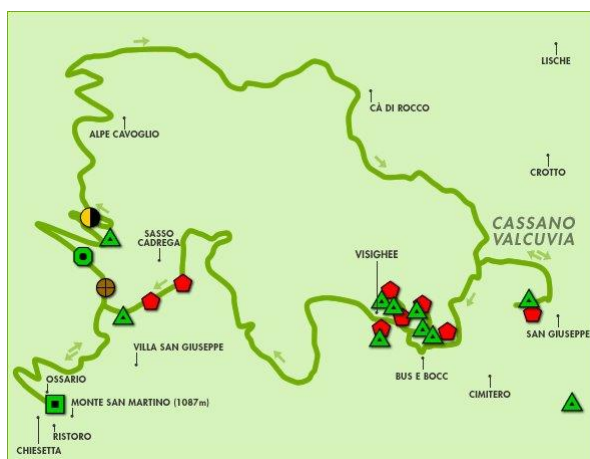 LISCHE
CÀ DI ROCCO
ALPE CAVOGLIO
CROTTO
CASSANO
VALCUVIA
SASSO
CADREGA
VISIGHEE
SAN GIUSEPPE
VILLA SAN GIUSEPPE
BUS E BOCC
OSSARIO
CIMITERO
MONTE SAN MARTINO (1087m)
RISTORO
CHIESETTA